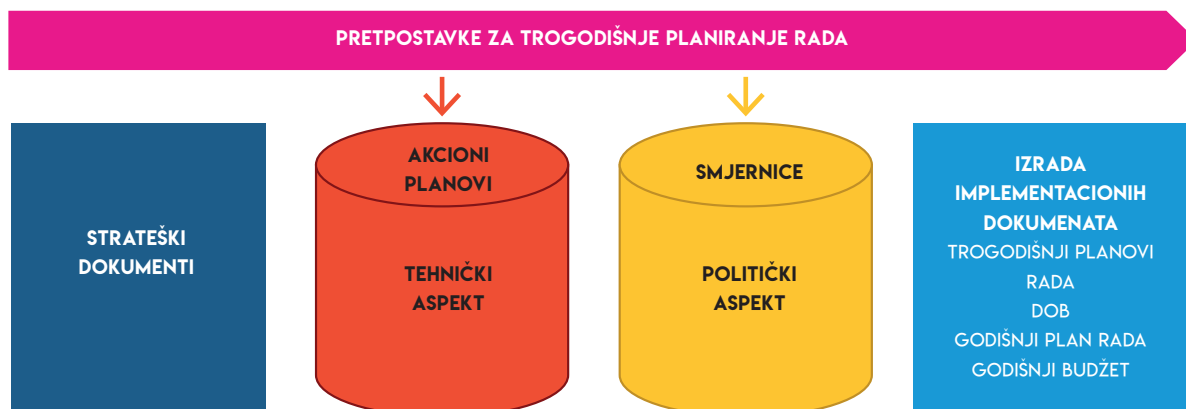 PRETPOSTAVKE ZA TROGODIŠNJE PLANIRANJE RADA
STRATEŠKI
DOKUMENTI
AKCIONI
PLANOVI
TEHNIČKI
ASPEKT
SMJERNICE
POLITIČKI
ASPEKT
IZRADA
IMPLEMENTACIONIH
DOKUMENATA
TROGODIŠNJI PLANOVI
RADA
DOB
GODIŠNJI PLAN RADA
GODIŠNJI BUDŽET